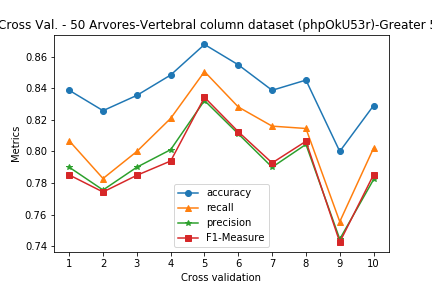 Cross Val. - 50 Arvores-Vertebral column dataset (phpOkU53r)-Greater
0.86
0.84
0.82
0.80
0.78
0.76
0.74
Metrics
accuracy
recall
precision
F1-Measure
1 2 3 4 5 6 7 8 9 10
Cross validation